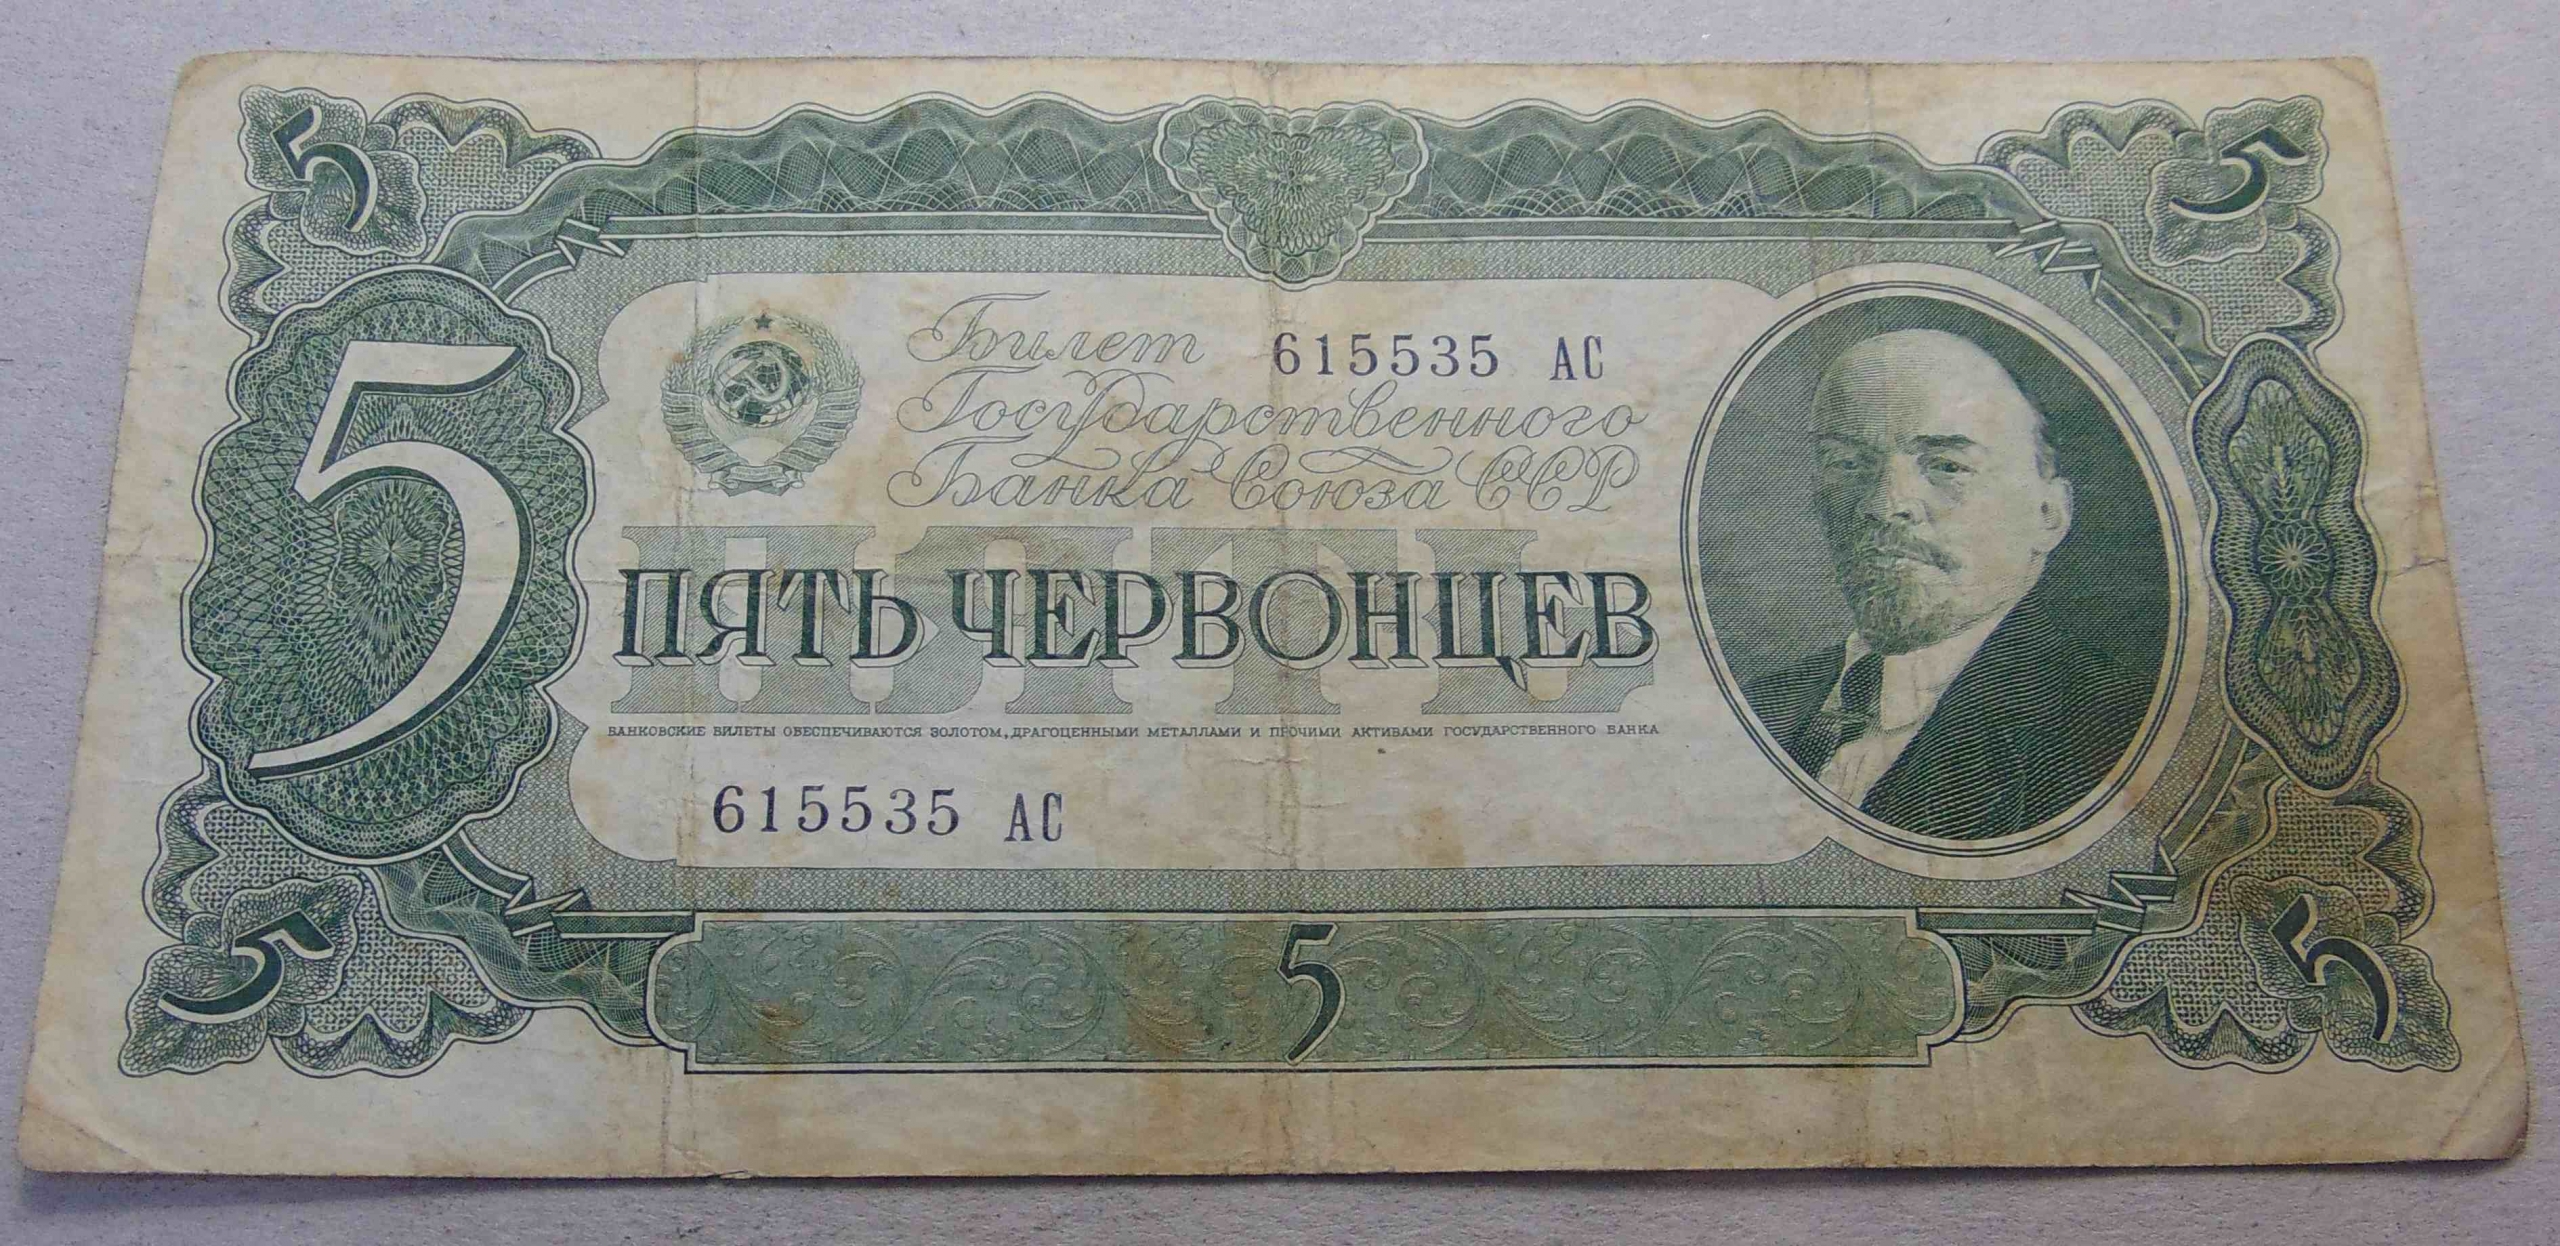 5 5
Билет 615535 АС
Государственного
Банка Союза ССР
5
ПЯТЬ
ПЯТЬ ЧЕРВОНЦЕВ
БАНКОВСКИЕ БИЛЕТЫ ОБЕСПЕЧИВАЮТСЯ ЗОЛОТОМ, ДРАГОЦЕННЫМИ МЕТАЛЛАМИ И ПРОЧИМИ АКТИВАМИ ГОСУДАРСТВЕННОГО БАНКА
615535 АС
5 5 5